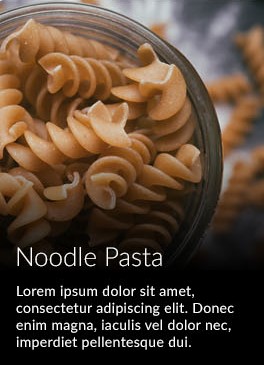 Noodle Pasta
Lorem ipsum dolor sit amet,
consectetur adipiscing elit. Donec
enim magna, iaculis vel dolor nec,
imperdiet pellentesque dui.